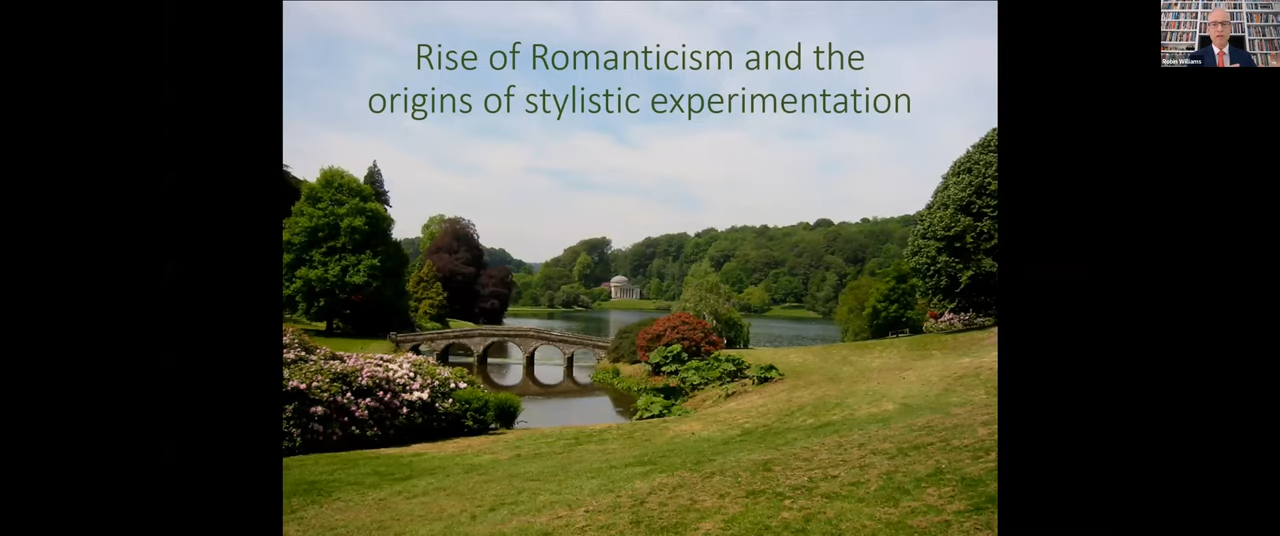 Rise of Romanticism and the
origins of stylistic experimentation
Robin Williams